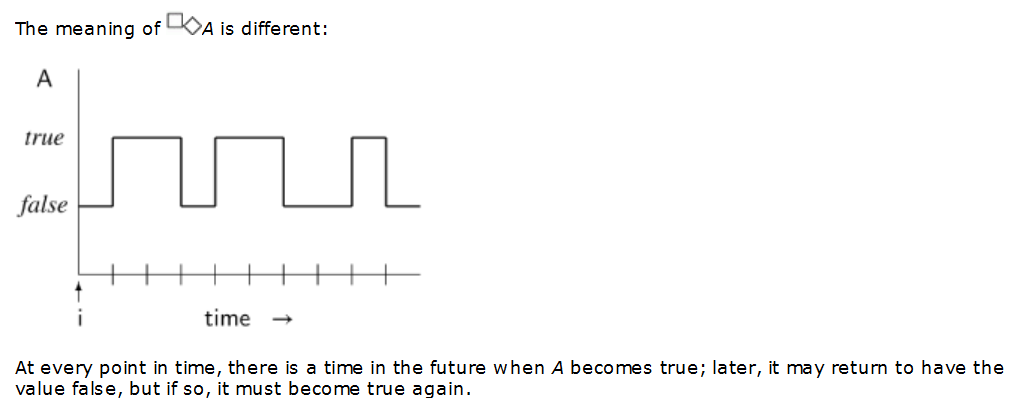 The meaning of □◇A is different:
A
true
false
i
time →
At every point in time, there is a time in the future when A becomes true; later, it may return to have the
value false, but if so, it must become true again.